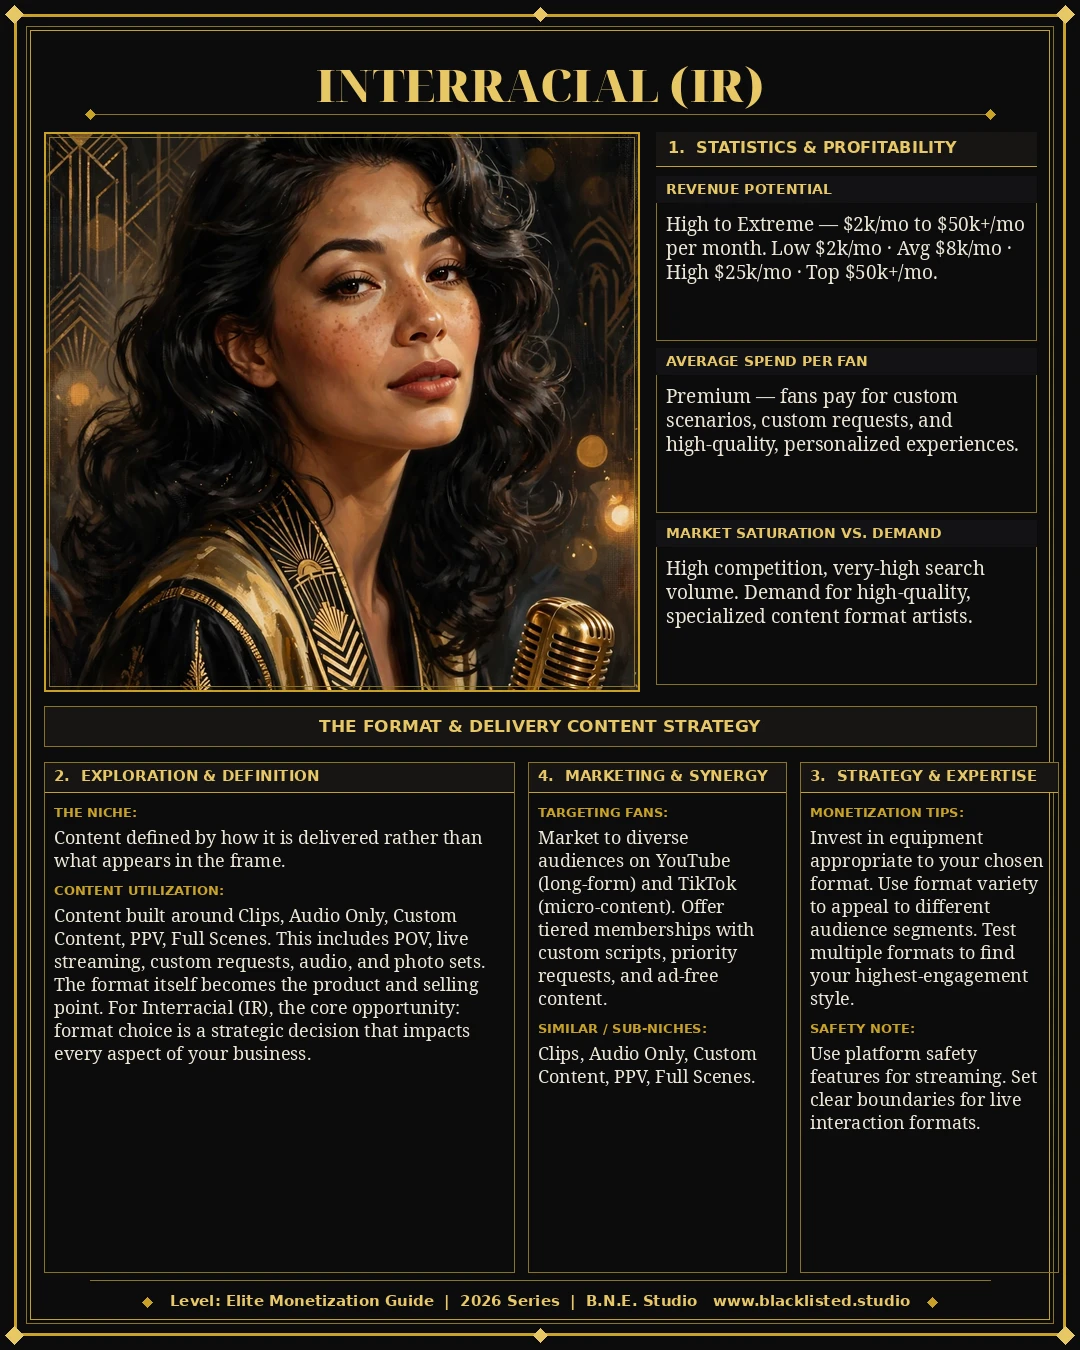 INTERRACIAL (IR)
1. STATISTICS & PROFITABILITY
REVENUE POTENTIAL
High to Extreme — $2k/mo to $50k+/mo
per month. Low $2k/mo · Avg $8k/mo ·
High $25k/mo · Top $50k+/mo.
AVERAGE SPEND PER FAN
Premium — fans pay for custom
scenarios, custom requests, and
high-quality, personalized experiences.
MARKET SATURATION VS. DEMAND
High competition, very-high search
volume. Demand for high-quality,
specialized content format artists.
THE FORMAT & DELIVERY CONTENT STRATEGY
2. EXPLORATION & DEFINITION
THE NICHE:
Content defined by how it is delivered rather than
what appears in the frame.
CONTENT UTILIZATION:
Content built around Clips, Audio Only, Custom
Content, PPV, Full Scenes. This includes POV, live
streaming, custom requests, audio, and photo sets.
The format itself becomes the product and selling
point. For Interracial (IR), the core opportunity:
format choice is a strategic decision that impacts
every aspect of your business.
4. MARKETING & SYNERGY
TARGETING FANS:
Market to diverse
audiences on YouTube
(long-form) and TikTok
(micro-content). Offer
tiered memberships with
custom scripts, priority
requests, and ad-free
content.
SIMILAR / SUB-NICHES:
Clips, Audio Only, Custom
Content, PPV, Full Scenes.
3. STRATEGY & EXPERTISE
MONETIZATION TIPS:
Invest in equipment
appropriate to your chosen
format. Use format variety
to appeal to different
audience segments. Test
multiple formats to find
your highest-engagement
style.
SAFETY NOTE:
Use platform safety
features for streaming. Set
clear boundaries for live
interaction formats.
Level: Elite Monetization Guide | 2026 Series | B.N.E. Studio www.blacklisted.studio